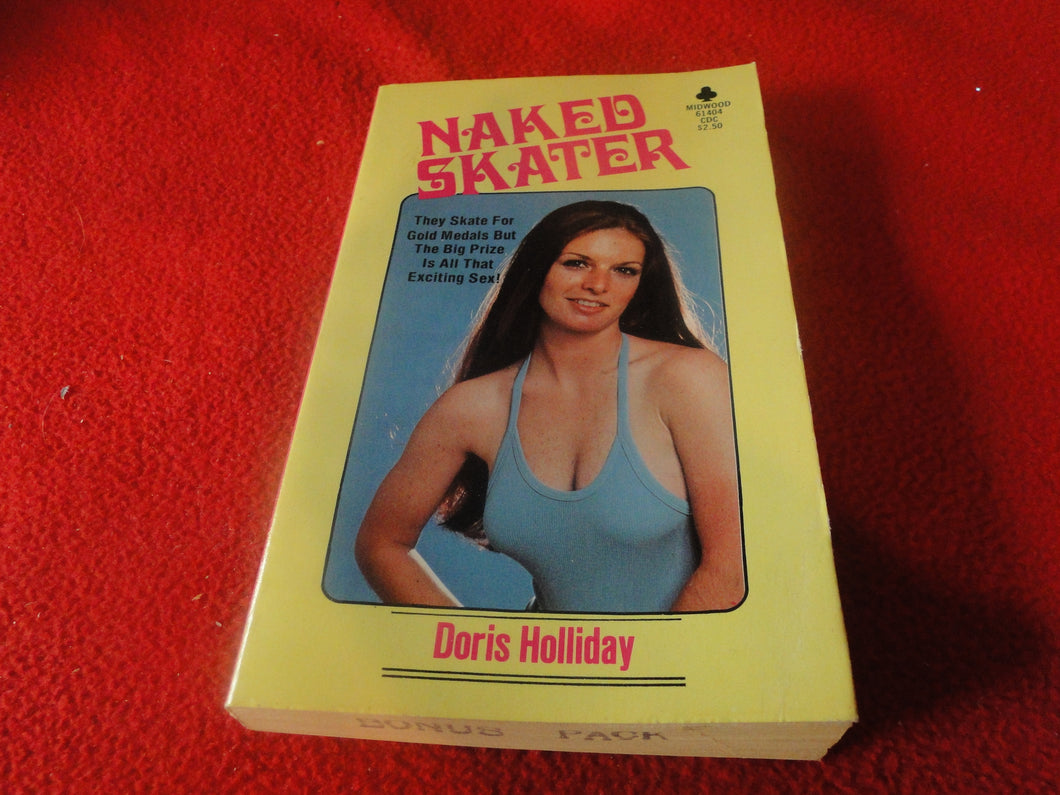 NAKED
SKATER
MIDWOOD
61404
CDC
$2.50
They Skate For
Gold Medals But
The Big Prize
Is All That
Exciting Sex!
Doris Holliday
BONUS PACK